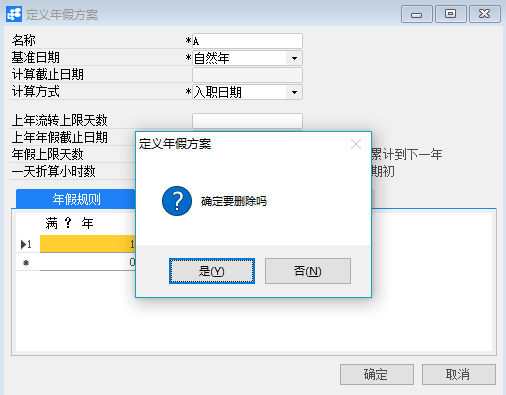 定义年假方案
名称 *A
基准日期 *自然年
计算截止日期
计算方式 *入职日期
上年流转上限天数
上年年假截止日期
年假上限天数 累计到下一年
一天折算小时数 期初
定义年假方案
确定要删除吗
是(Y) 否(N)
年假规则
满 ? 年
1 1
* 0
确定 取消